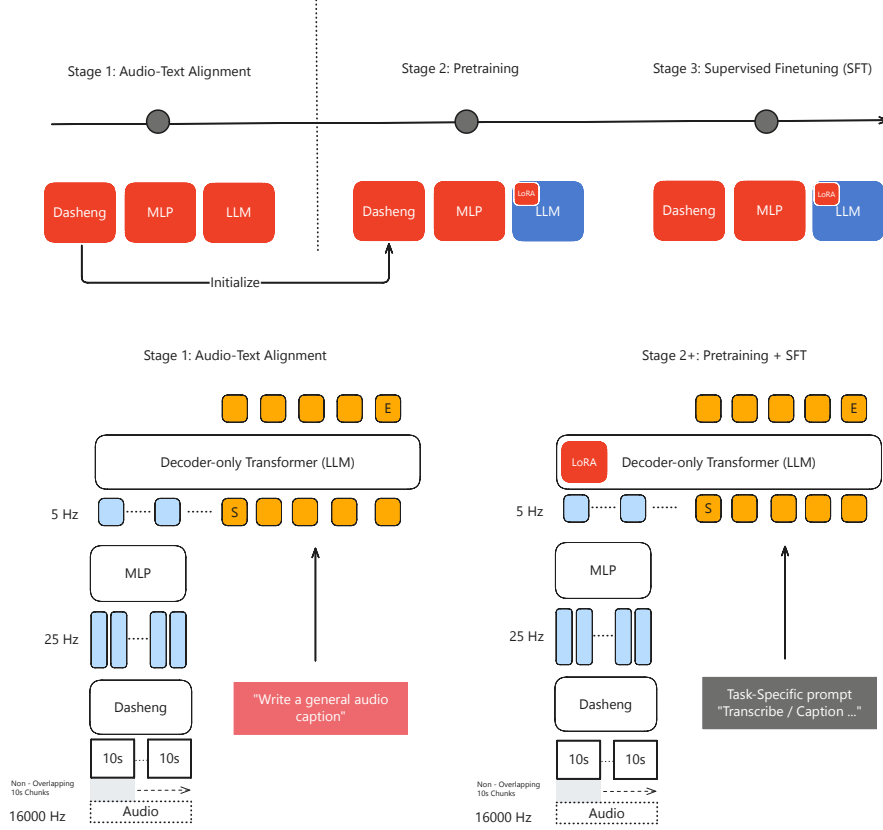 Stage 1: Audio-Text Alignment
Stage 2: Pretraining
Stage 3: Supervised Finetuning (SFT)
Dasheng
MLP
LLM
Dasheng
MLP
LoRA
LLM
Dasheng
MLP
LoRA
LLM
Initialize
Stage 1: Audio-Text Alignment
E
Decoder-only Transformer (LLM)
5 Hz
S
MLP
25 Hz
"Write a general audio
caption"
Dasheng
10s
10s
Non - Overlapping
10s Chunks
16000 Hz
Audio
Stage 2+: Pretraining + SFT
E
LoRA
Decoder-only Transformer (LLM)
5 Hz
S
MLP
25 Hz
Task-Specific prompt
"Transcribe / Caption ..."
Dasheng
10s
10s
Non - Overlapping
10s Chunks
16000 Hz
Audio